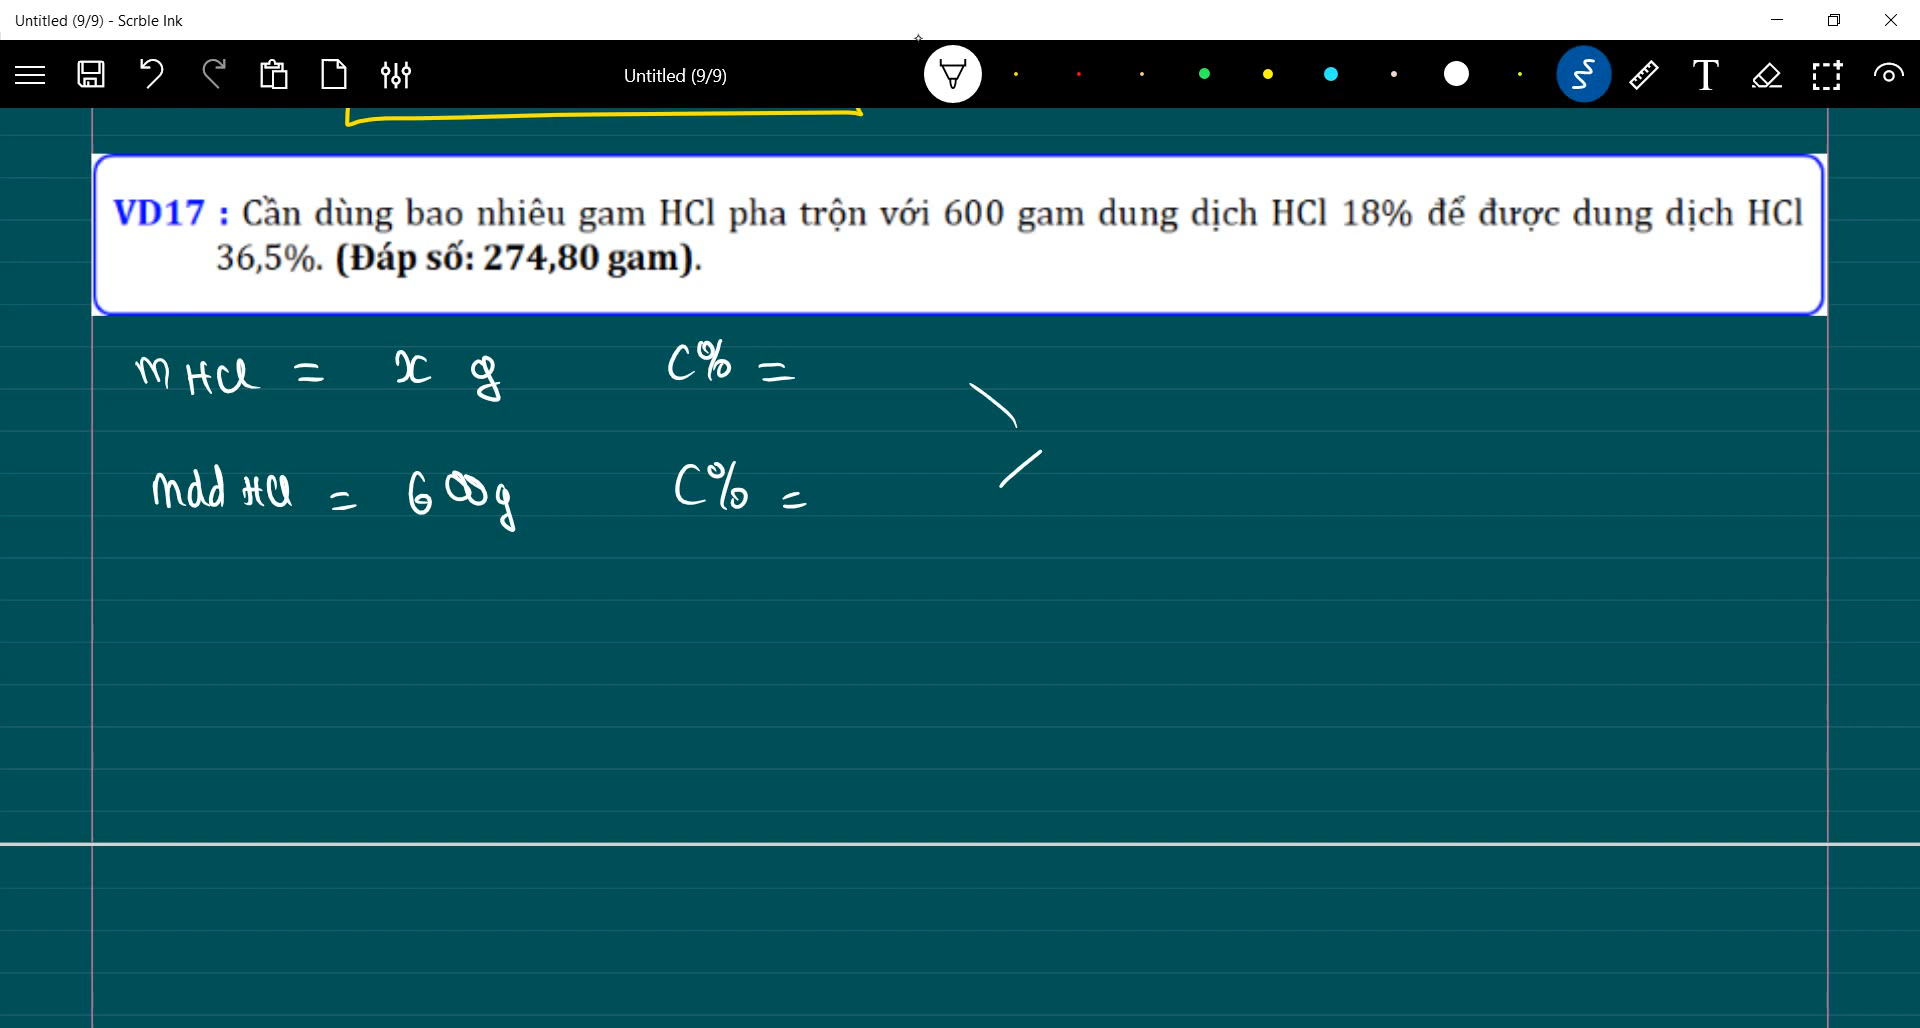 Untitled (9/9) - Scrble Ink
Untitled (9/9)
T
VD17 : Cần dùng bao nhiêu gam HCl pha trộn với 600 gam dung dịch HCl 18% để được dung dịch HCl
36,5%. (Đáp số: 274,80 gam).
m HCl = x g C% =
mdd HCl = 600g C% =